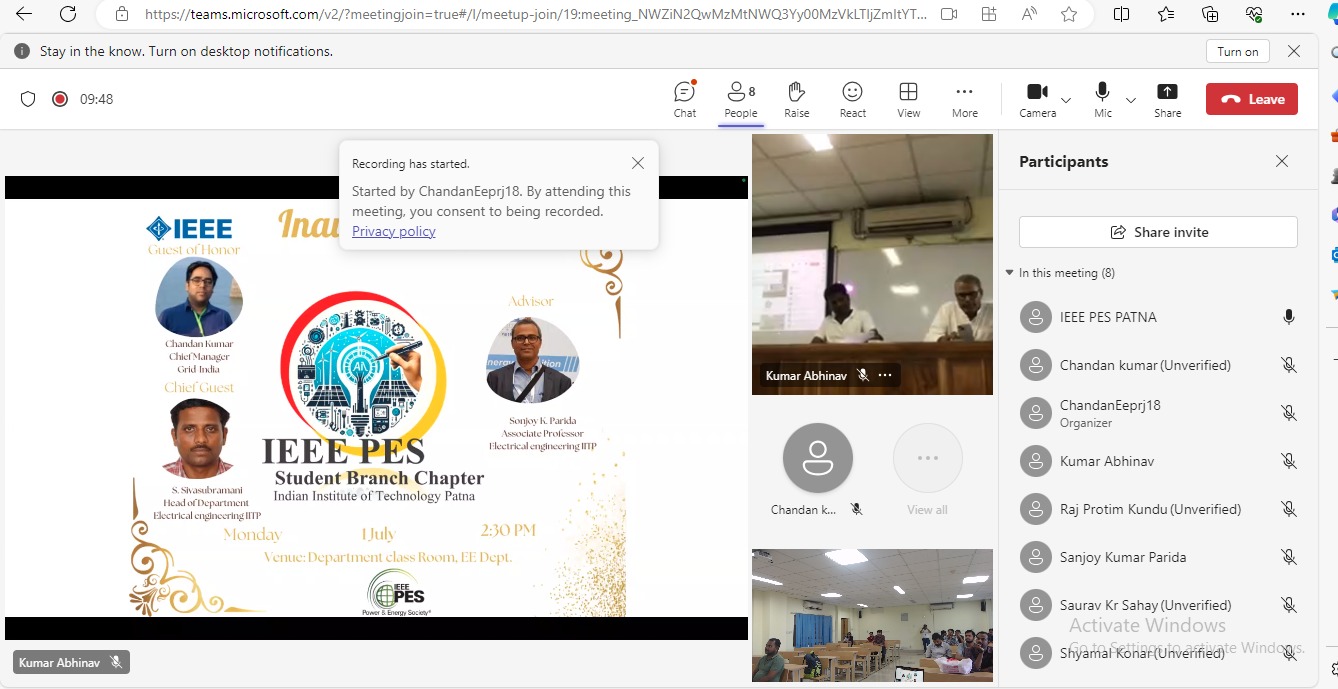 https://teams.microsoft.com/v2/?meetingjoin=true#/l/meetup-join/19:meeting_NWZiN2QwMzMtNWQ3Yy00MzVkLTljZmItYT...
Stay in the know. Turn on desktop notifications.
Turn on
09:48
Chat
8
People
Raise
React
View
More
Camera
Mic
Share
Leave
Recording has started.
Started by ChandanEeprj18. By attending this
meeting, you consent to being recorded.
Privacy policy
IEEE
Guest of Honor
Chandan Kumar
Chief Manager
Grid India
Chief Guest
S. Sivasubramani
Head of Department
Electrical engineering IITP
Advisor
Sonjoy K. Parida
Associate Professor
Electrical engineering IITP
AI
IEEE PES
Student Branch Chapter
Indian Institute of Technology Patna
Monday 1 July 2:30 PM
Venue: Department class Room, EE Dept.
IEEE
PES
Power & Energy Society®
Kumar Abhinav
Kumar Abhinav
Chandan k...
View all
Participants
Share invite
In this meeting (8)
IEEE PES PATNA
Chandan kumar (Unverified)
ChandanEeprj18
Organizer
Kumar Abhinav
Raj Protim Kundu (Unverified)
Sanjoy Kumar Parida
Saurav Kr Sahay (Unverified)
Shyamal Konar (Unverified)
Activate Windows
Go to Settings to activate Windows.